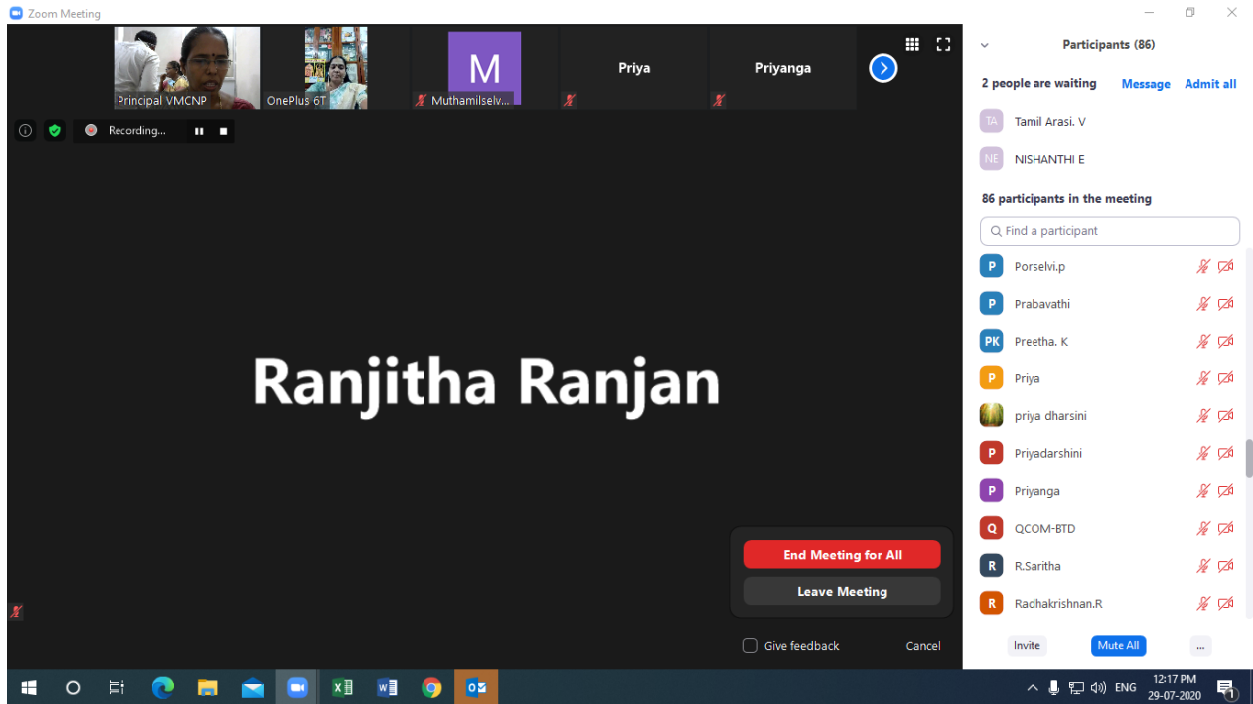 Zoom Meeting
Principal VMCNP
OnePlus 6T
M
Muthamilselv...
Priya
Priyanga
Recording...
Ranjitha Ranjan
End Meeting for All
Leave Meeting
Give feedback
Cancel
Participants (86)
2 people are waiting Message Admit all
TA Tamil Arasi. V
NE NISHANTHI E
86 participants in the meeting
Find a participant
P Porselvi.p
P Prabavathi
PK Preetha. K
P Priya
priya dharsini
P Priyadarshini
P Priyanga
Q QCOM-BTD
R R.Saritha
R Rachakrishnan.R
Invite Mute All ...
ENG 12:17 PM
29-07-2020
1